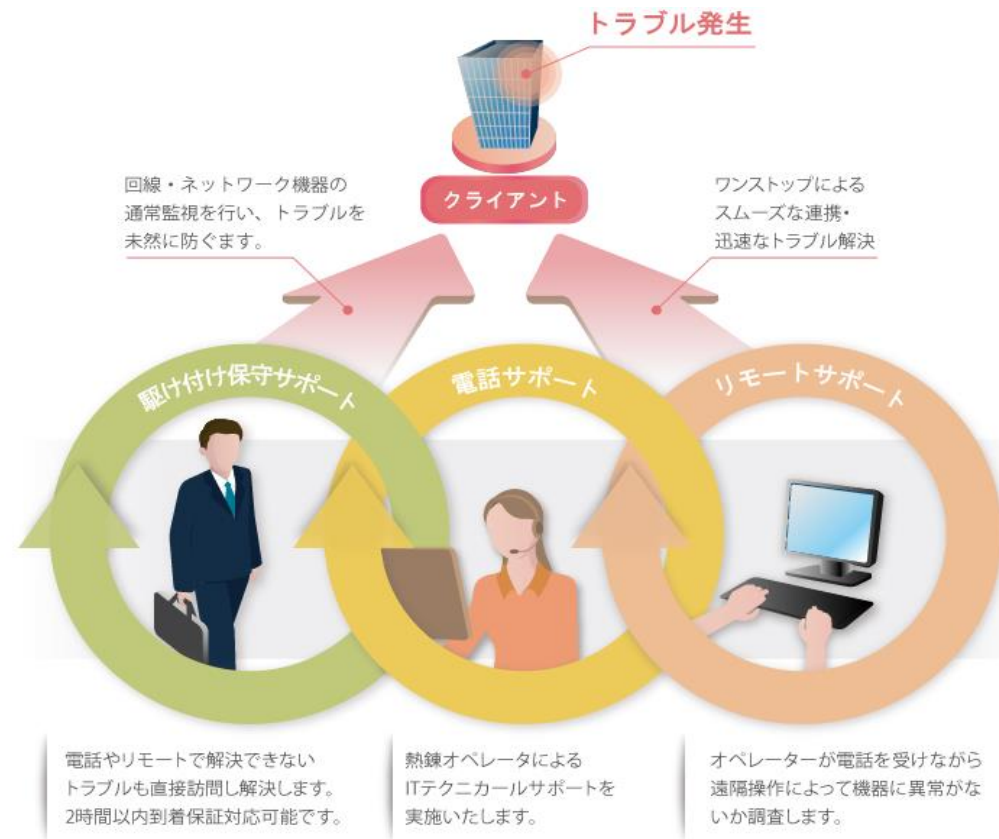 トラブル発生
クライアント
回線・ネットワーク機器の
通常監視を行い、トラブルを
未然に防ぐます。
ワンストップによる
スムーズな連携・
迅速なトラブル解決
駆け付け保守サポート
電話サポート
リモートサポート
電話やリモートで解決できない
トラブルも直接訪問し解決します。
2時間以内到着保証対応可能です。
熱錬オペレータによる
ITテクニカールサポートを
実施いたします。
オペレーターが電話を受けながら
遠隔操作によって機器に異常がな
いか調査します。